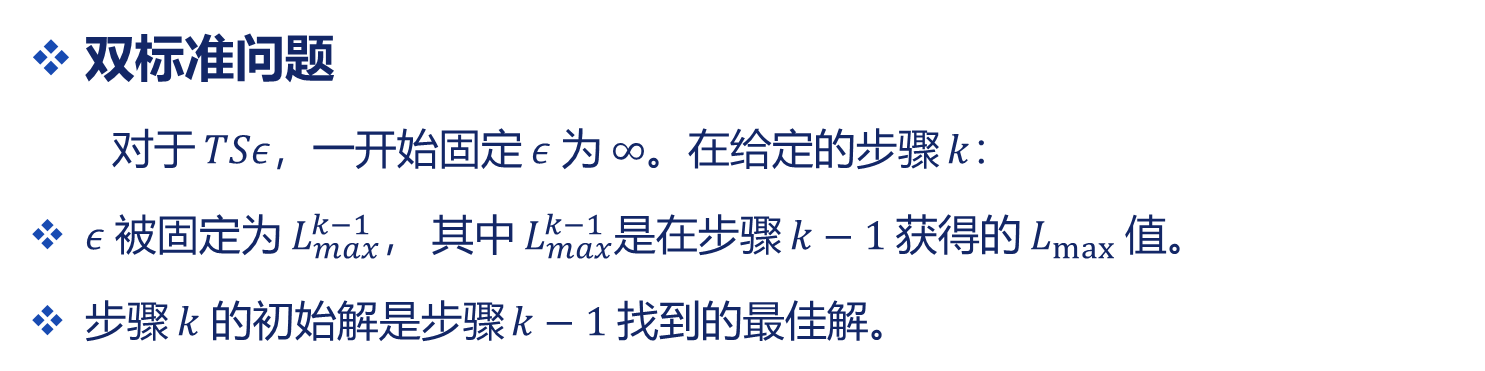 ❖ 双标准问题
对于 𝑇𝑆𝜖，一开始固定 𝜖 为 ∞。在给定的步骤 𝑘：
❖ 𝜖 被固定为 $L_{max}^{k-1}$， 其中 $L_{max}^{k-1}$是在步骤 𝑘 − 1 获得的 $L_{\max}$ 值。
❖ 步骤 𝑘 的初始解是步骤 𝑘 − 1 找到的最佳解。